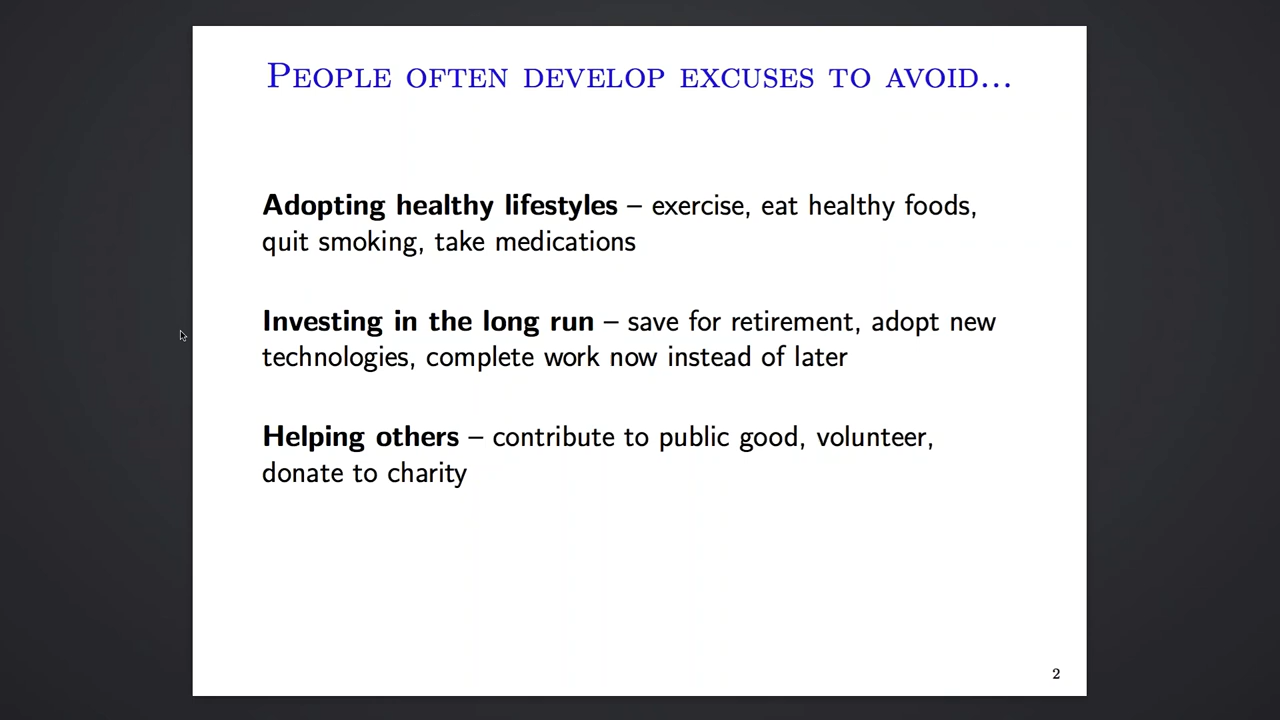 People often develop excuses to avoid...
Adopting healthy lifestyles – exercise, eat healthy foods,
quit smoking, take medications
Investing in the long run – save for retirement, adopt new
technologies, complete work now instead of later
Helping others – contribute to public good, volunteer,
donate to charity
2